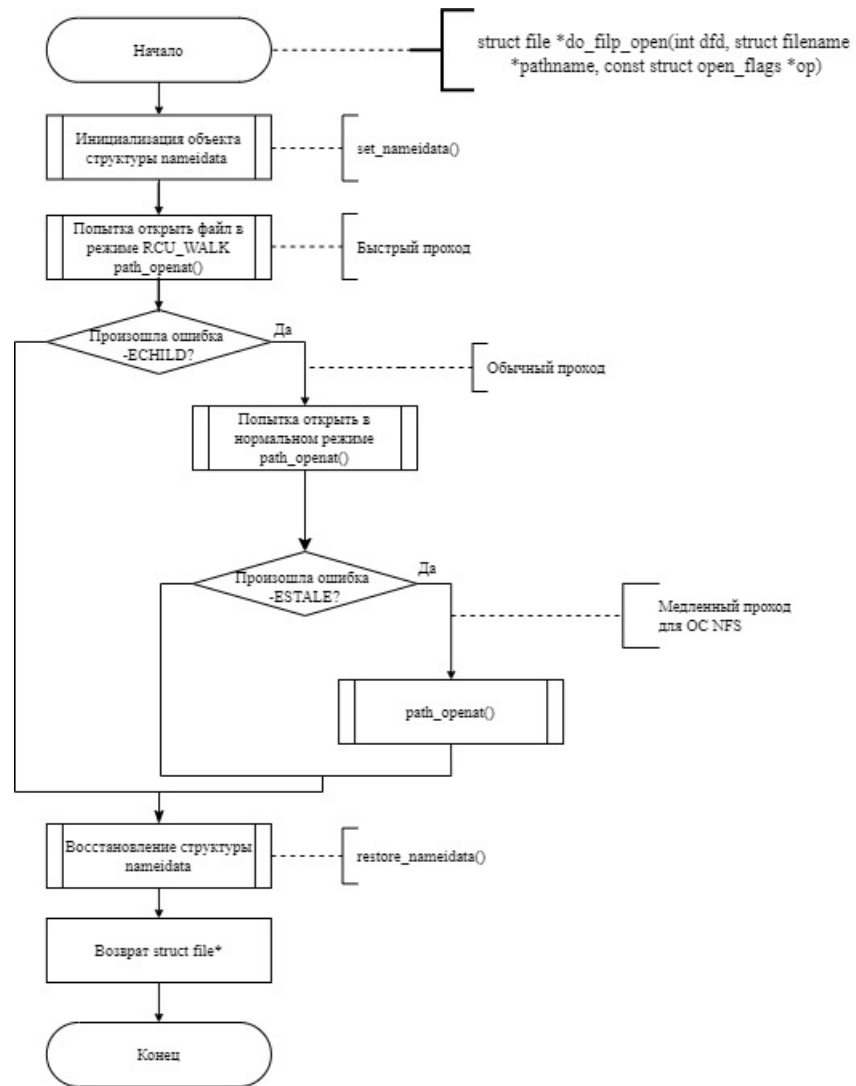 Начало
struct file *do_filp_open(int dfd, struct filename
*pathname, const struct open_flags *op)
Инициализация объекта
структуры nameidata
set_nameidata()
Попытка открыть файл в
режиме RCU_WALK
path_openat()
Быстрый проход
Произошла ошибка
-ECHILD?
Да
Обычный проход
Попытка открыть в
нормальном режиме
path_openat()
Произошла ошибка
-ESTALE?
Да
Медленный проход
для ОС NFS
path_openat()
Восстановление структуры
nameidata
restore_nameidata()
Возврат struct file*
Конец